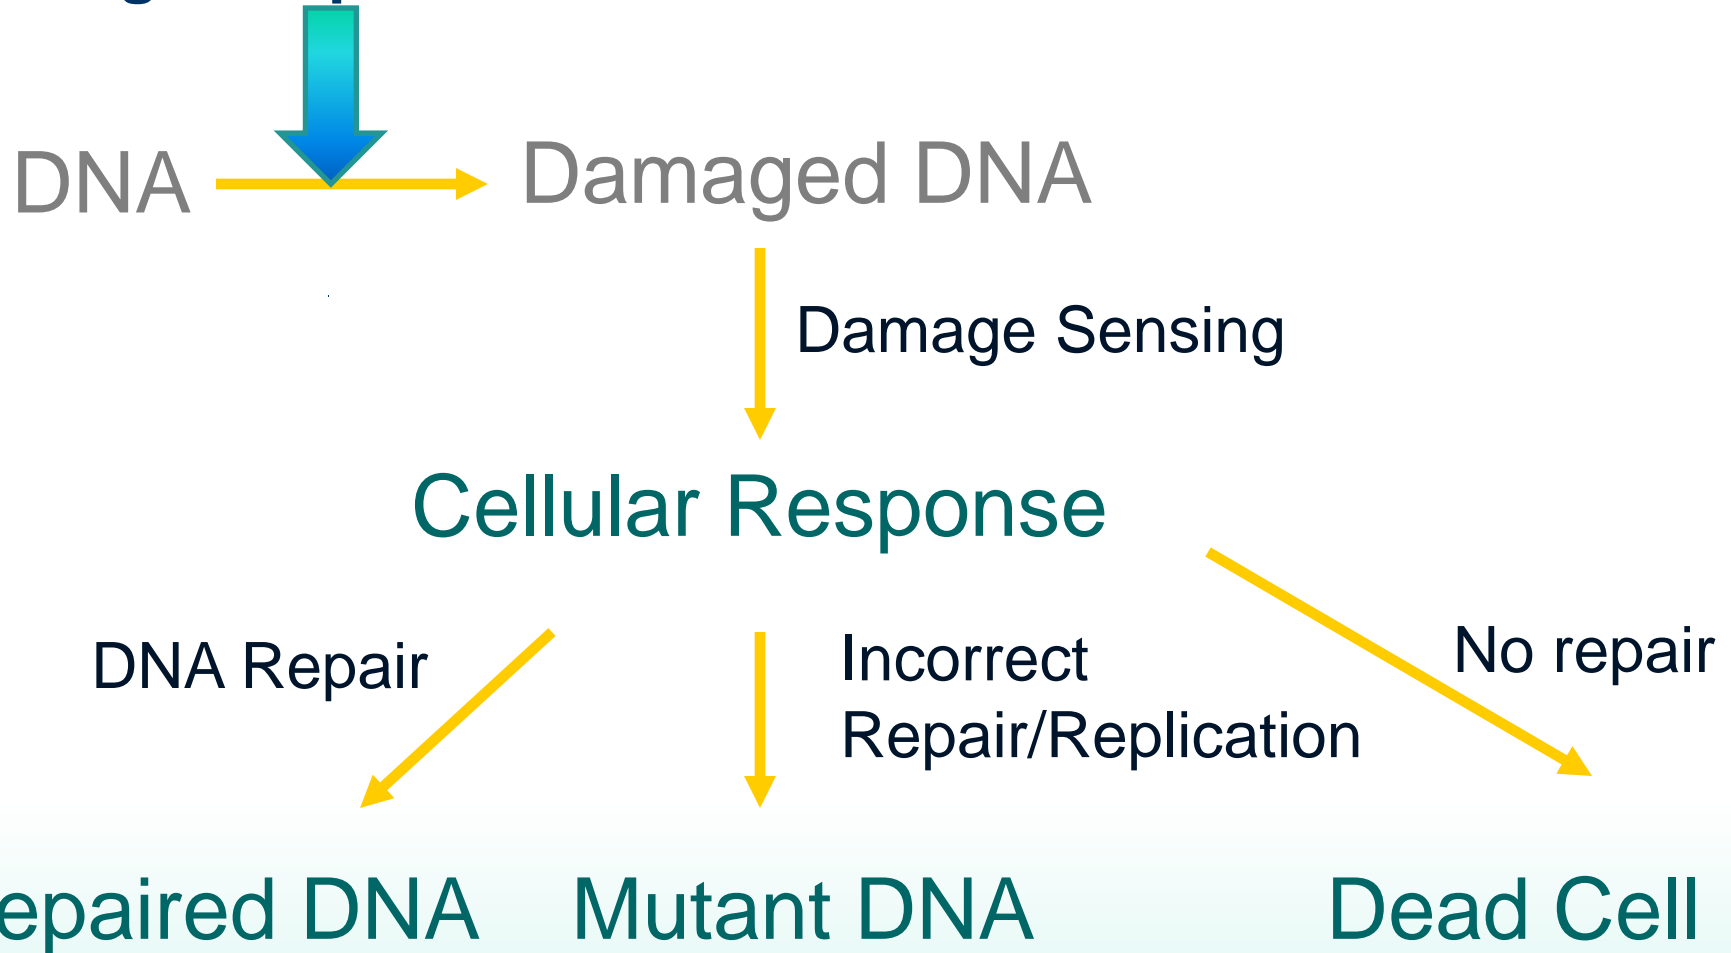 DNA
Damaged DNA
Damage Sensing
Cellular Response
DNA Repair
Incorrect
Repair/Replication
No repair
epaired DNA
Mutant DNA
Dead Cell